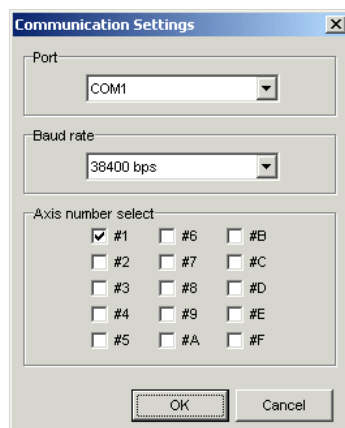 Communication Settings
Port
COM1
Baud rate
38400 bps
Axis number select
#1 #6 #B
#2 #7 #C
#3 #8 #D
#4 #9 #E
#5 #A #F
OK Cancel